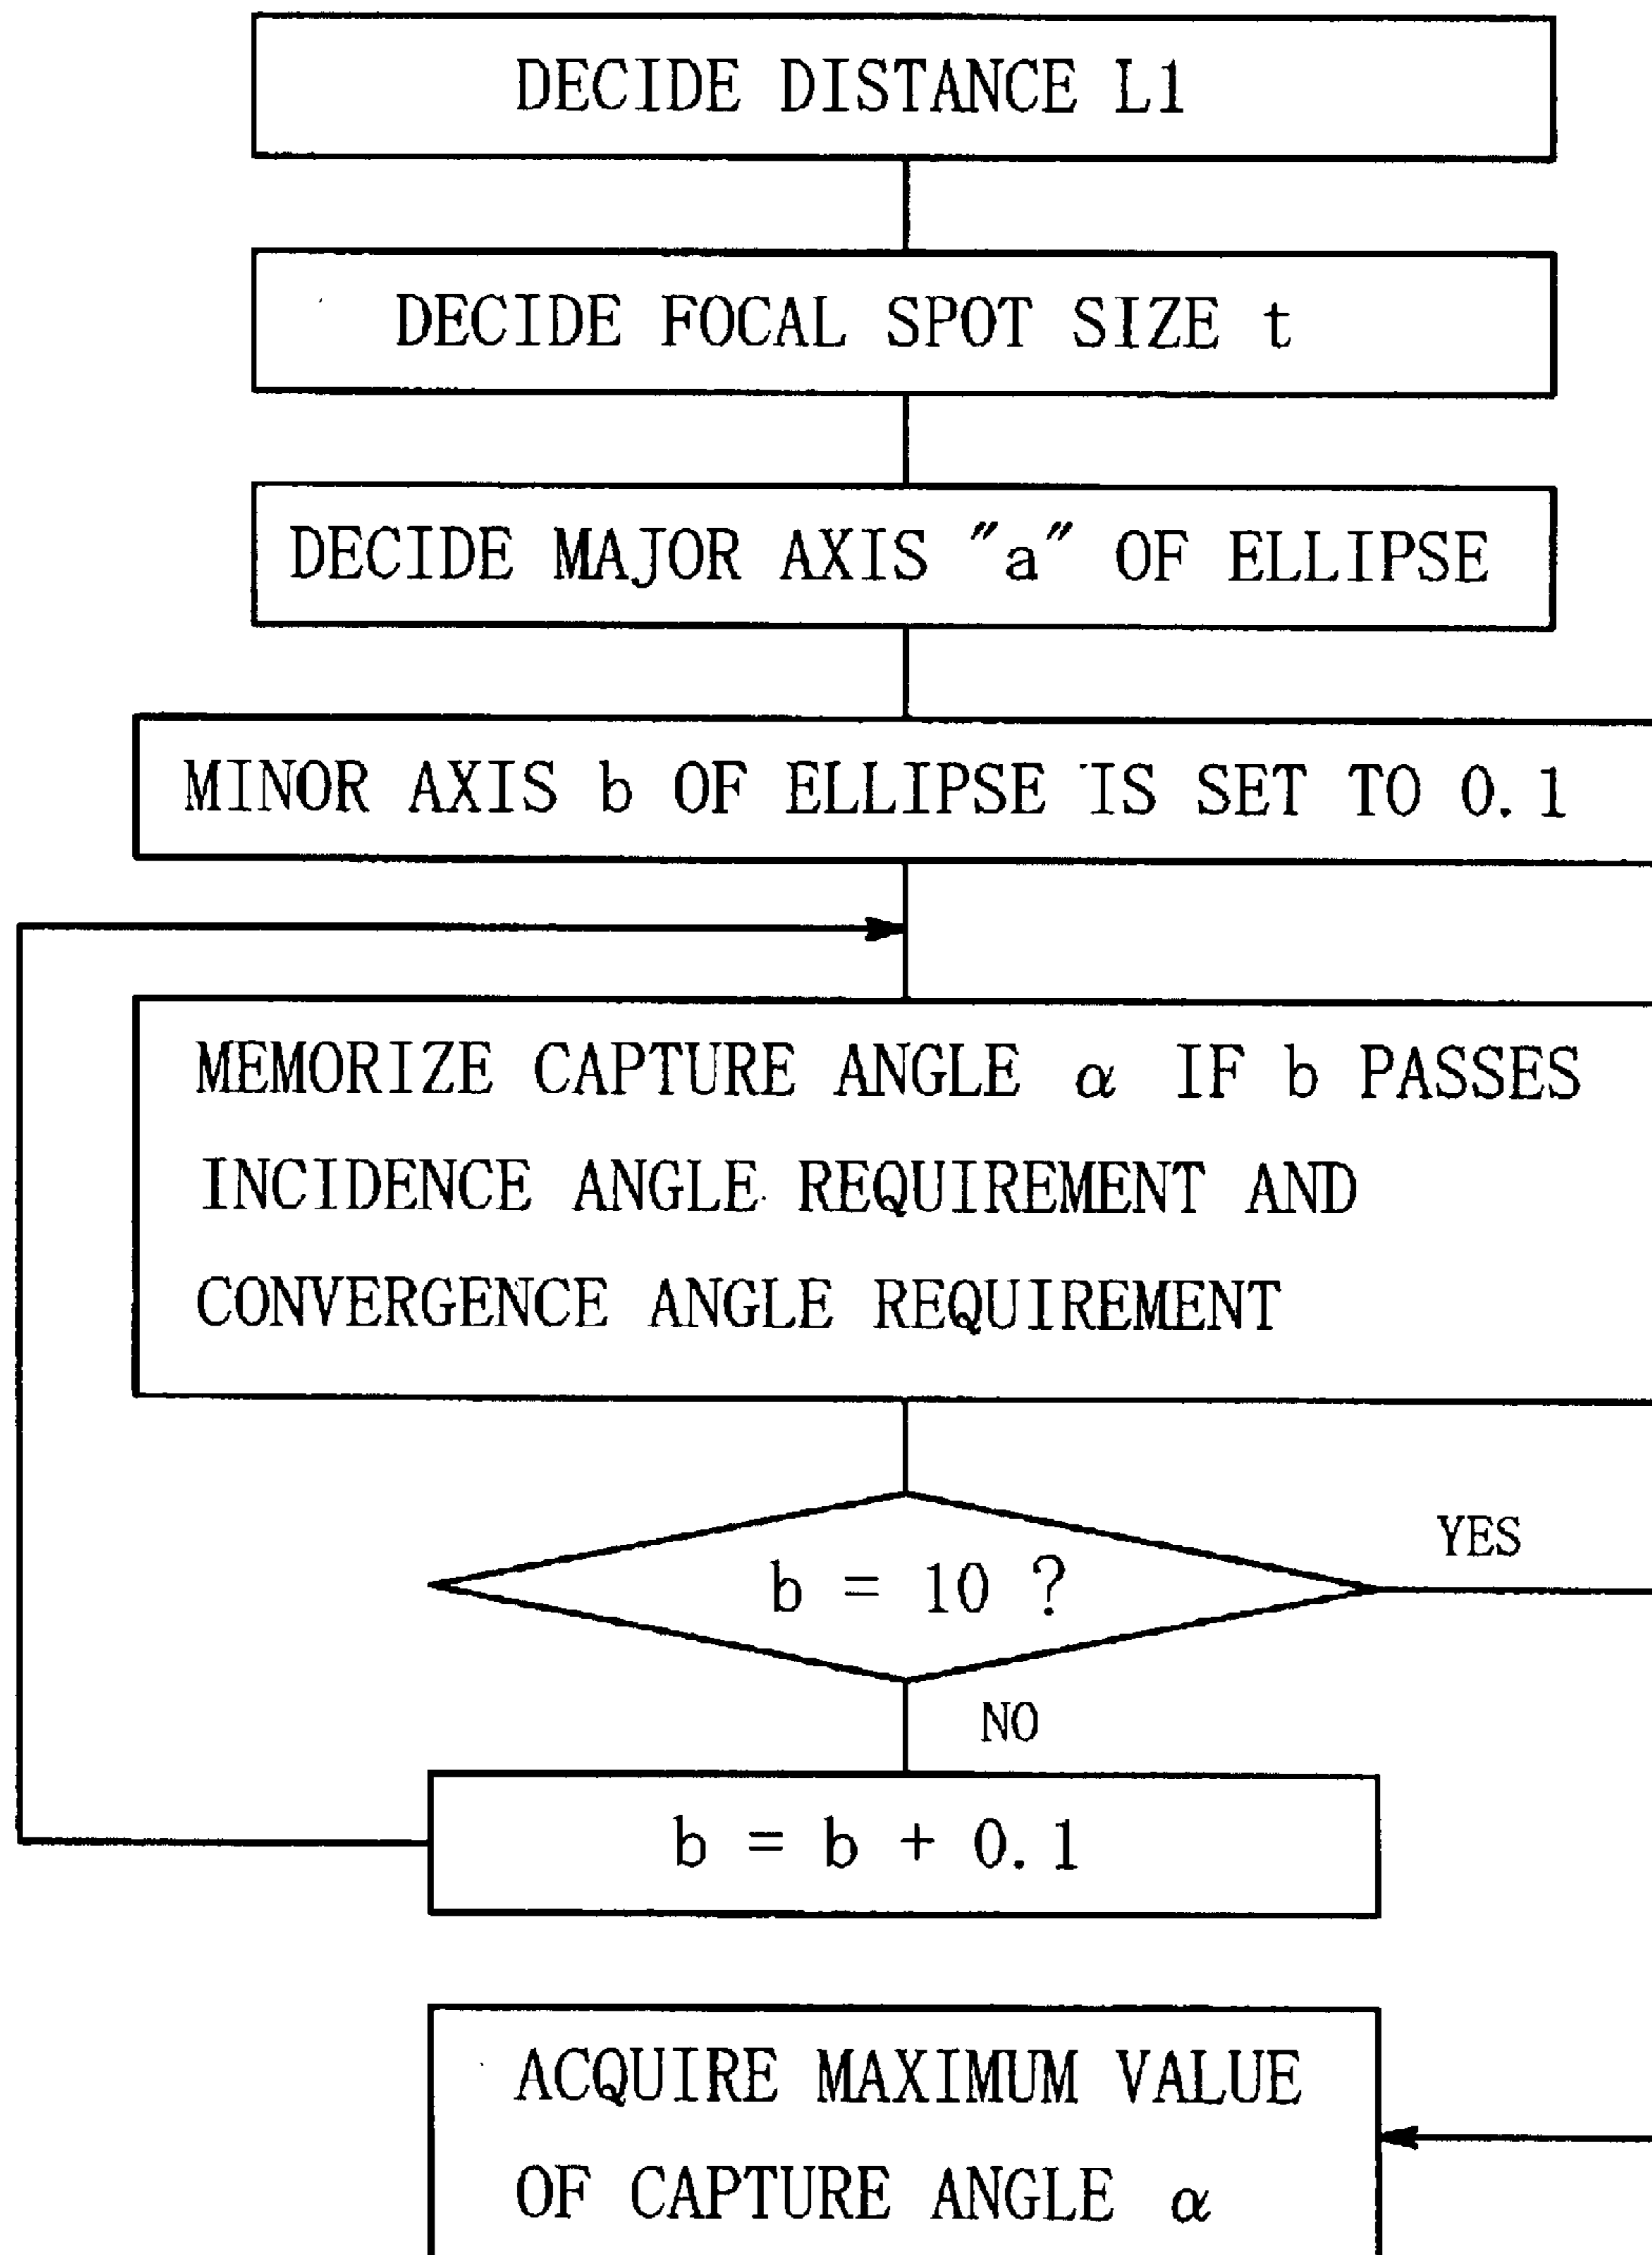 DECIDE DISTANCE L1
DECIDE FOCAL SPOT SIZE t
DECIDE MAJOR AXIS "a" OF ELLIPSE
MINOR AXIS b OF ELLIPSE IS SET TO 0.1
MEMORIZE CAPTURE ANGLE α IF b PASSES
INCIDENCE ANGLE REQUIREMENT AND
CONVERGENCE ANGLE REQUIREMENT
b = 10 ?
YES
NO
b = b + 0.1
ACQUIRE MAXIMUM VALUE
OF CAPTURE ANGLE α